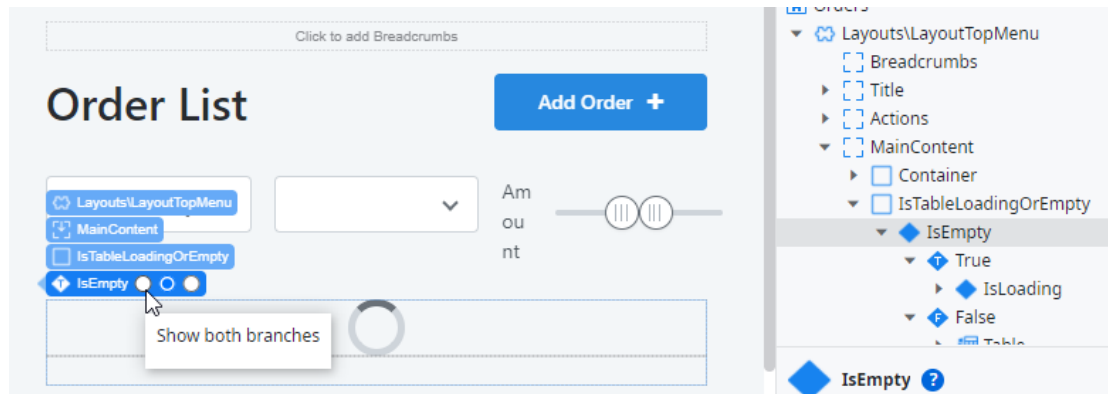 Click to add Breadcrumbs
Order List
Add Order +
Am
ou
nt
Layouts\LayoutTopMenu
MainContent
IsTableLoadingOrEmpty
IsEmpty
Show both branches
Orders
Layouts\LayoutTopMenu
Breadcrumbs
Title
Actions
MainContent
Container
IsTableLoadingOrEmpty
IsEmpty
T True
IsLoading
F False
Table
IsEmpty ?